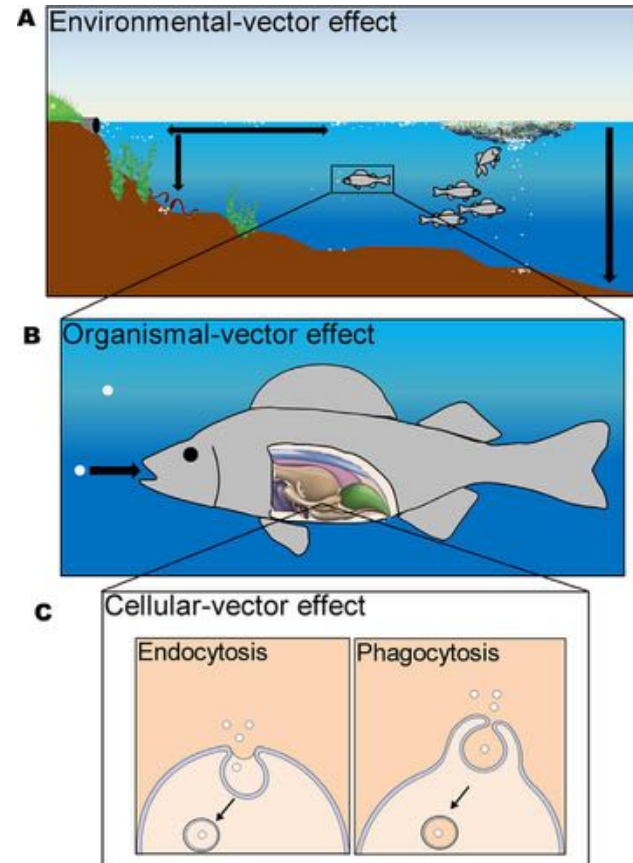 A
Environmental-vector effect
B
Organismal-vector effect
C
Cellular-vector effect
Endocytosis
Phagocytosis